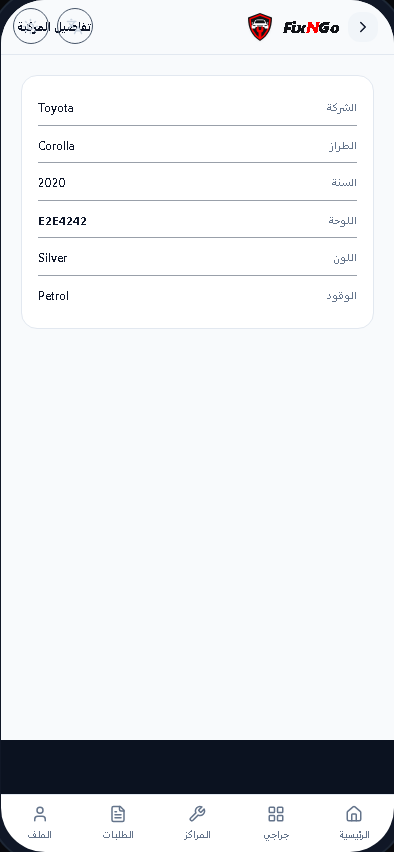 FixNGo
تفاصيل المركبة
الشركة Toyota
الطراز Corolla
السنة 2020
اللوحة E2E4242
اللون Silver
الوقود Petrol
الرئيسية جراجي المراكز الطلبات الملف